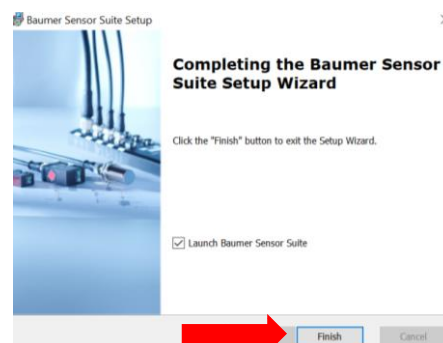 Baumer Sensor Suite Setup
Completing the Baumer Sensor
Suite Setup Wizard
Click the "Finish" button to exit the Setup Wizard.
Launch Baumer Sensor Suite
Finish
Cancel